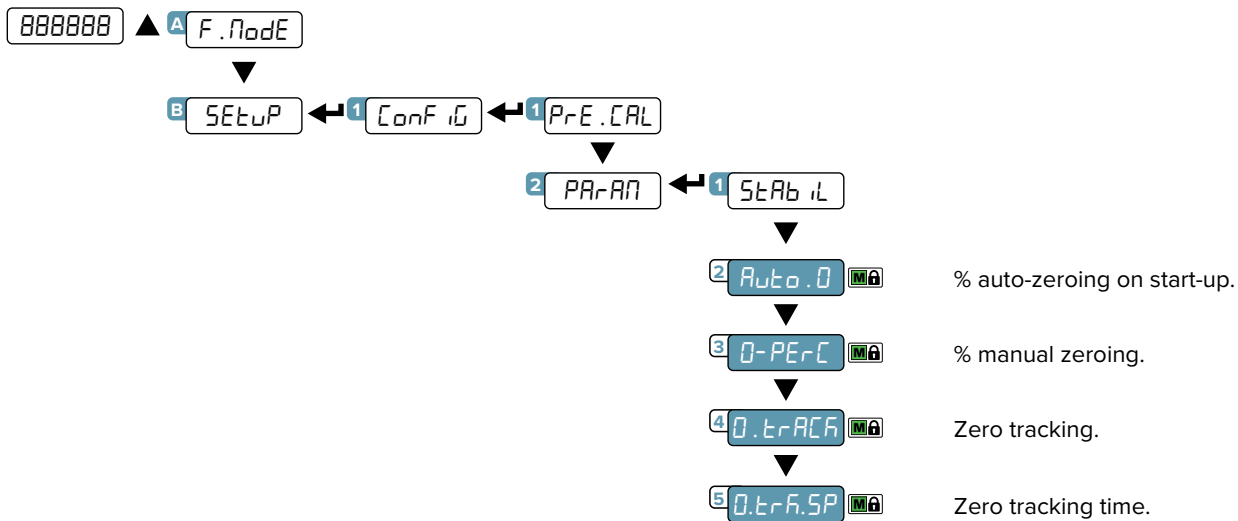 888888 A F.ModE
B SEtuP 1 ConFiG 1 PrE.CAL
2 PArAM 1 StAbiL
2 Auto.0 M % auto-zeroing on start-up.
3 0-PErC M % manual zeroing.
4 0.trACK M Zero tracking.
5 0.trK.SP M Zero tracking time.